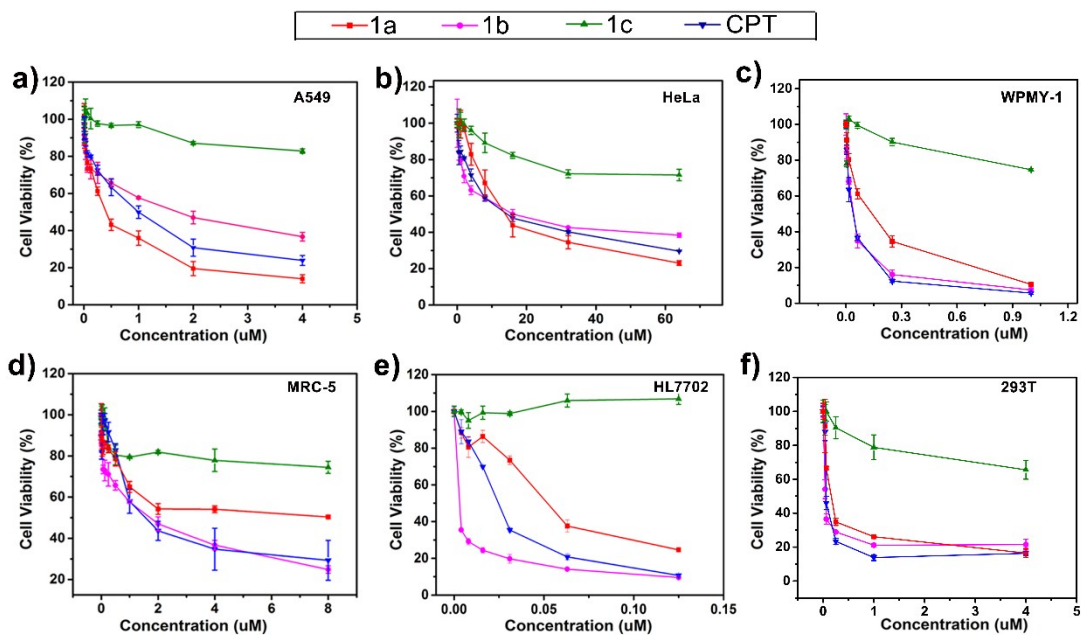 1a 1b 1c CPT
a)
A549
Cell Viability (%)
120
100
80
60
40
20
0
0 1 2 3 4 5
Concentration (uM)
b)
HeLa
Cell Viability (%)
120
100
80
60
40
20
0
0 20 40 60
Concentration (uM)
c)
WPMY-1
Cell Viability (%)
120
100
80
60
40
20
0
0.0 0.3 0.6 0.9 1.2
Concentration (uM)
d)
MRC-5
Cell Viability (%)
120
100
80
60
40
20
0 2 4 6 8
Concentration (uM)
e)
HL7702
Cell Viability (%)
120
100
80
60
40
20
0
0.00 0.05 0.10 0.15
Concentration (uM)
f)
293T
Cell Viability (%)
120
100
80
60
40
20
0
0 1 2 3 4 5
Concentration (uM)